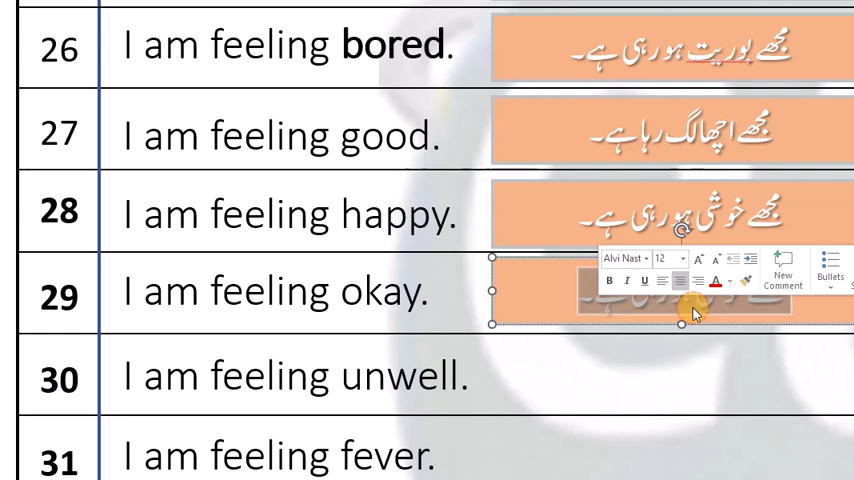 26 I am feeling bored. مجھے بوریت ہو رہی ہے۔
27 I am feeling good. مجھے اچھا لگ رہا ہے۔
28 I am feeling happy. مجھے خوشی ہو رہی ہے۔
Alvi Nast 12
New Comment
Bullets
B I U A
29 I am feeling okay.
30 I am feeling unwell.
31 I am feeling fever.